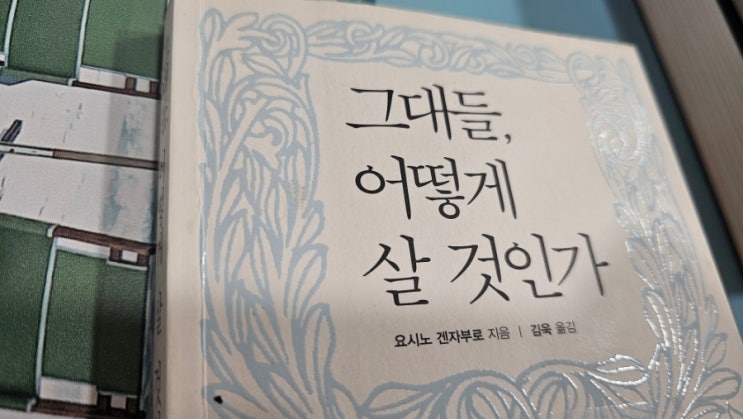 그대들,
어떻게
살 것인가
요시노 겐자부로 지음 | 김욱 옮김